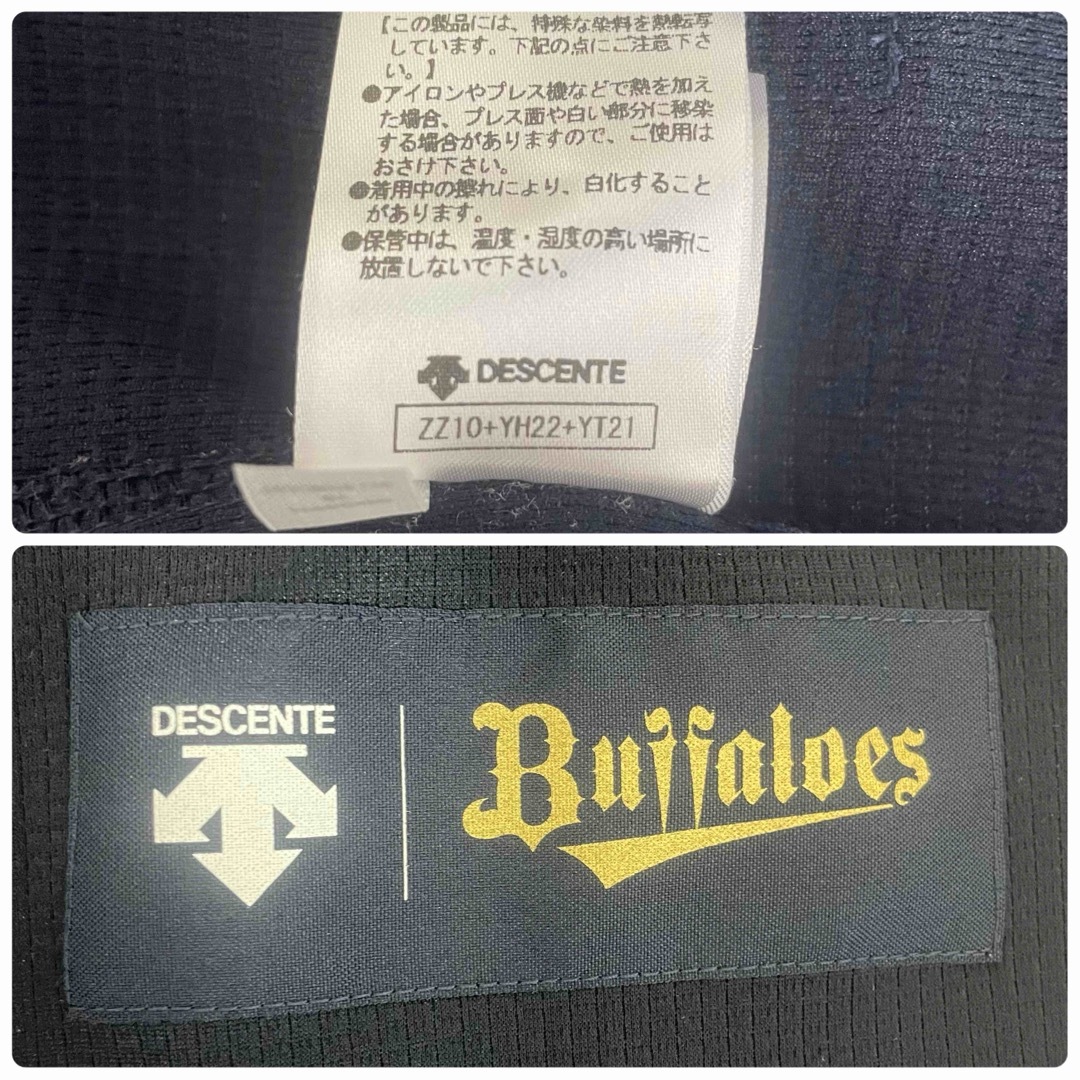 【この製品には、特殊な染料を熱転写
しています。下記の点にご注意下さ
い。】
●アイロンやプレス機などで熱を加え
た場合、プレス面や白い部分に移染
する場合がありますので、ご使用は
おさけ下さい。
●着用中の擦れにより、白化すること
があります。
●保管中は、温度・湿度の高い場所に
放置しないで下さい。
DESCENTE
ZZ10+YH22+YT21
DESCENTE
Buffaloes